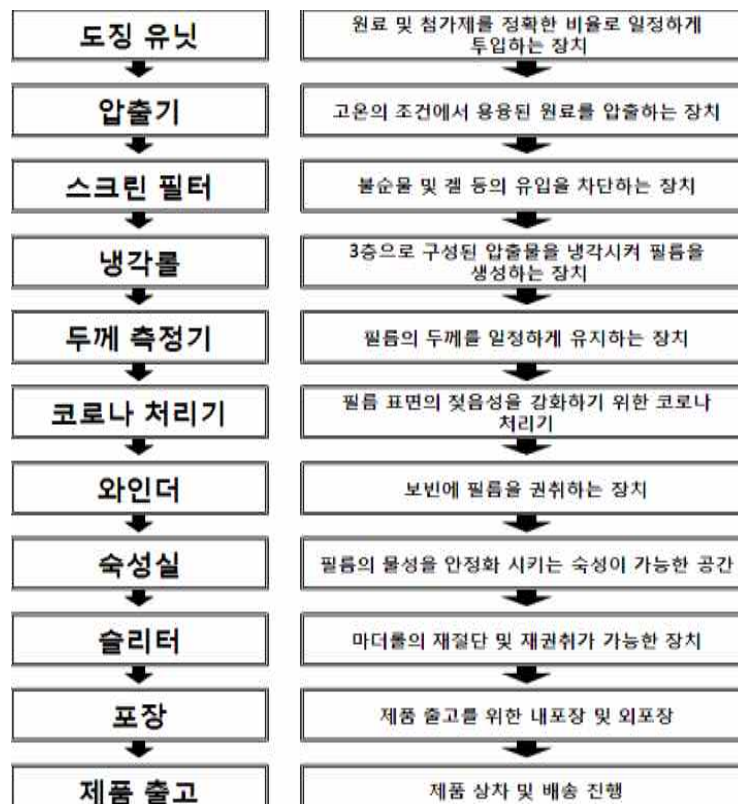 도징 유닛
원료 및 첨가제를 정확한 비율로 일정하게
투입하는 장치
압출기
고온의 조건에서 용융된 원료를 압출하는 장치
스크린 필터
불순물 및 겔 등의 유입을 차단하는 장치
냉각롤
3층으로 구성된 압출물을 냉각시켜 필름을
생성하는 장치
두께 측정기
필름의 두께를 일정하게 유지하는 장치
코로나 처리기
필름 표면의 젖음성을 강화하기 위한 코로나
처리기
와인더
보빈에 필름을 권취하는 장치
숙성실
필름의 물성을 안정화 시키는 숙성이 가능한 공간
슬리터
마더롤의 재절단 및 재권취가 가능한 장치
포장
제품 출고를 위한 내포장 및 외포장
제품 출고
제품 상차 및 배송 진행